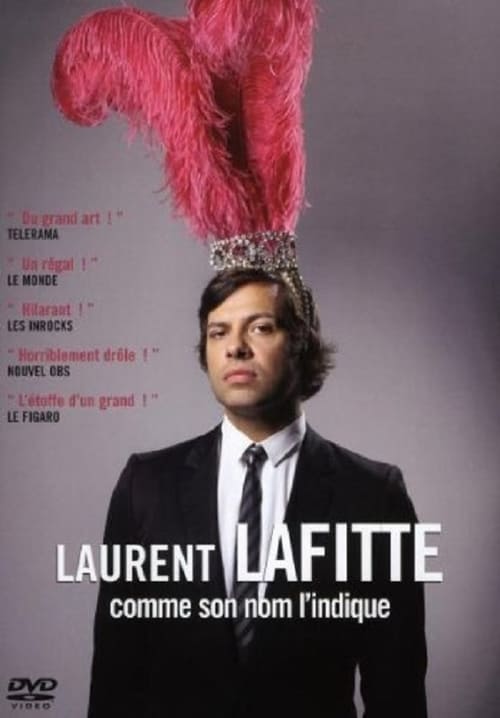 “ Du grand art ! ”
TELERAMA
“ Un régal ! ”
LE MONDE
“ Hilarant ! ”
LES INROCKS
“ Horriblement drôle ! ”
NOUVEL OBS
“ L'étoffe d'un grand ! ”
LE FIGARO
LAURENT LAFITTE
comme son nom l'indique
DVD
VIDEO